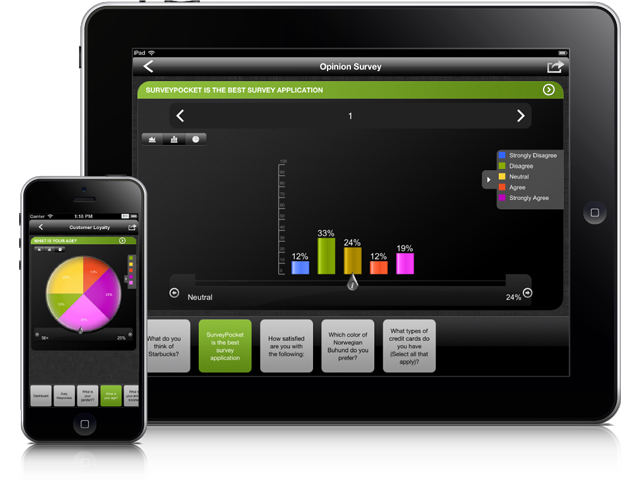 iPad
Opinion Survey
SURVEYPOCKET IS THE BEST SURVEY APPLICATION
1
Strongly Disagree
Disagree
Neutral
Agree
Strongly Agree
12%
33%
24%
12%
19%
Neutral
24%
What do you
think of
Starbucks?
SurveyPocket
is the best
survey
application
How satisfied
are you with
the following:
Which color of
Norwegian
Buhund do you
prefer?
What types of
credit cards do
you have
(Select all that
apply)?
Carrier
1:15 PM
Customer Loyalty
WHAT IS YOUR AGE?
56+
25%
Dashboard
Daily
Responses
What is
your
gender?
What is
your age?